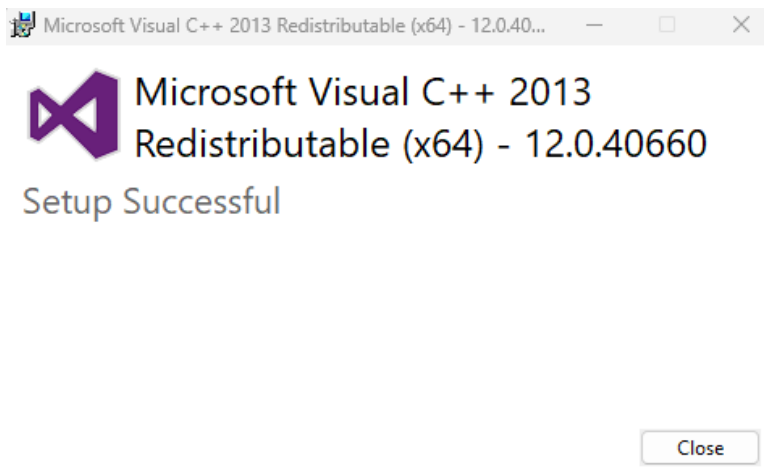 Microsoft Visual C++ 2013 Redistributable (x64) - 12.0.40...
Microsoft Visual C++ 2013
Redistributable (x64) - 12.0.40660
Setup Successful
Close